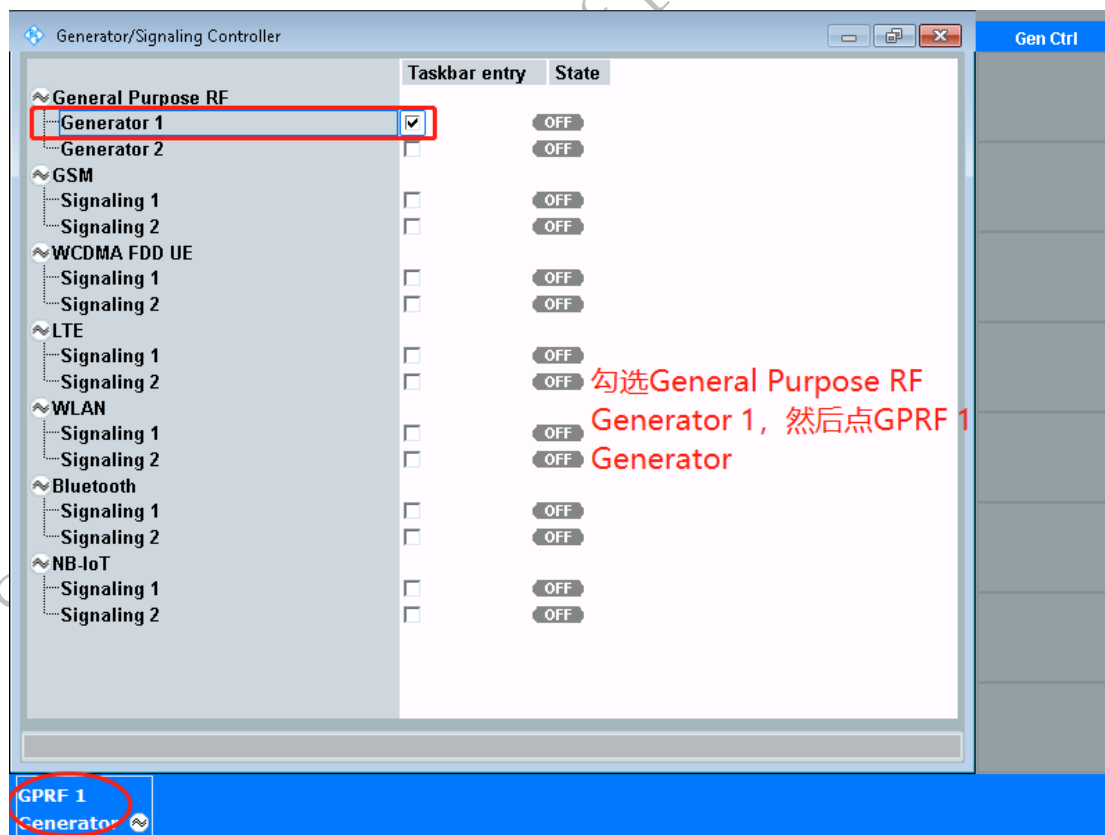 Generator/Signaling Controller
Gen Ctrl
Taskbar entry State
General Purpose RF
Generator 1 OFF
Generator 2 OFF
GSM
Signaling 1 OFF
Signaling 2 OFF
WCDMA FDD UE
Signaling 1 OFF
Signaling 2 OFF
LTE
Signaling 1 OFF
Signaling 2 OFF
WLAN
Signaling 1 OFF
Signaling 2 OFF
Bluetooth
Signaling 1 OFF
Signaling 2 OFF
NB-IoT
Signaling 1 OFF
Signaling 2 OFF
勾选General Purpose RF
Generator 1，然后点GPRF 1
Generator
GPRF 1
Generator